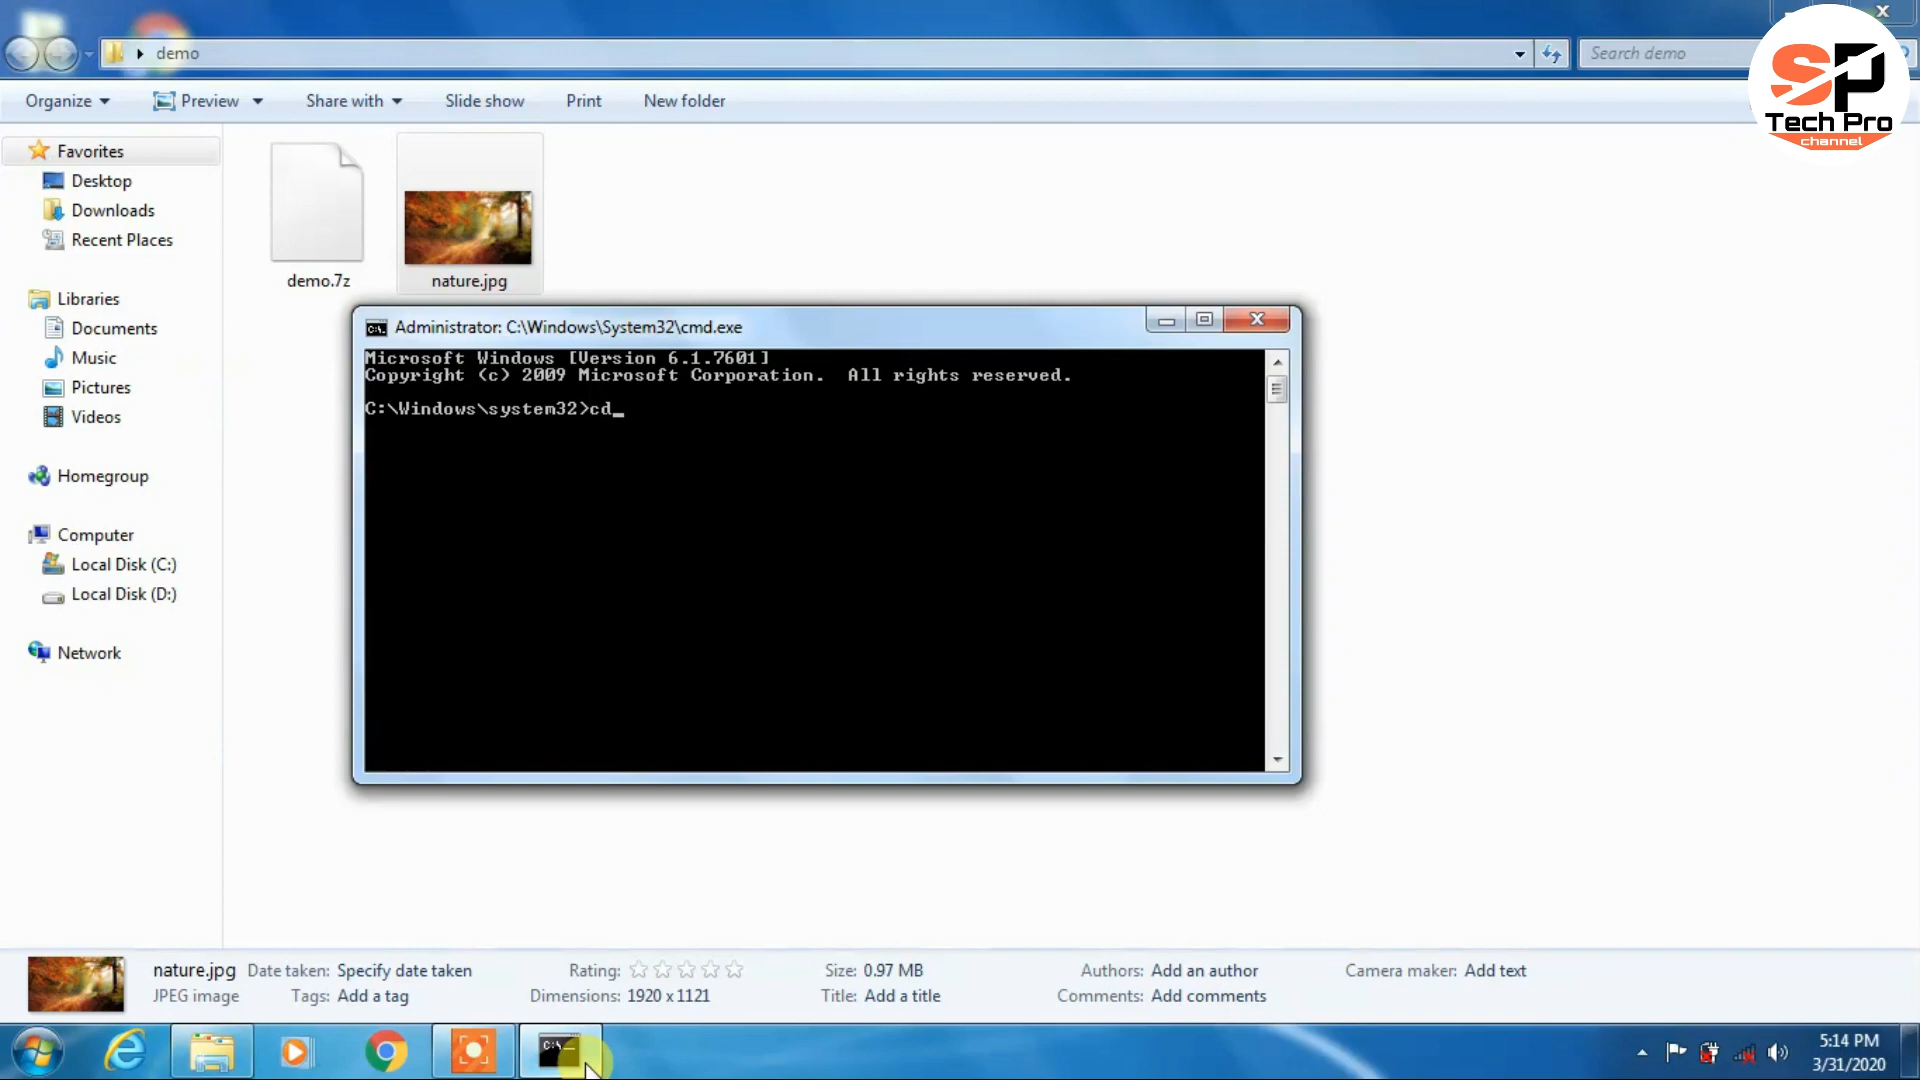 demo
Search demo
SP
Tech Pro
channel
Organize
Preview
Share with
Slide show
Print
New folder
Favorites
Desktop
Downloads
Recent Places
Libraries
Documents
Music
Pictures
Videos
Homegroup
Computer
Local Disk (C:)
Local Disk (D:)
Network
demo.7z
nature.jpg
C:\.
Administrator: C:\Windows\System32\cmd.exe
Microsoft Windows [Version 6.1.7601]
Copyright (c) 2009 Microsoft Corporation. All rights reserved.
C:\Windows\system32>cd_
nature.jpg Date taken: Specify date taken Rating: Size: 0.97 MB Authors: Add an author Camera maker: Add text
JPEG image Tags: Add a tag Dimensions: 1920 x 1121 Title: Add a title Comments: Add comments
C:\
5:14 PM
3/31/2020